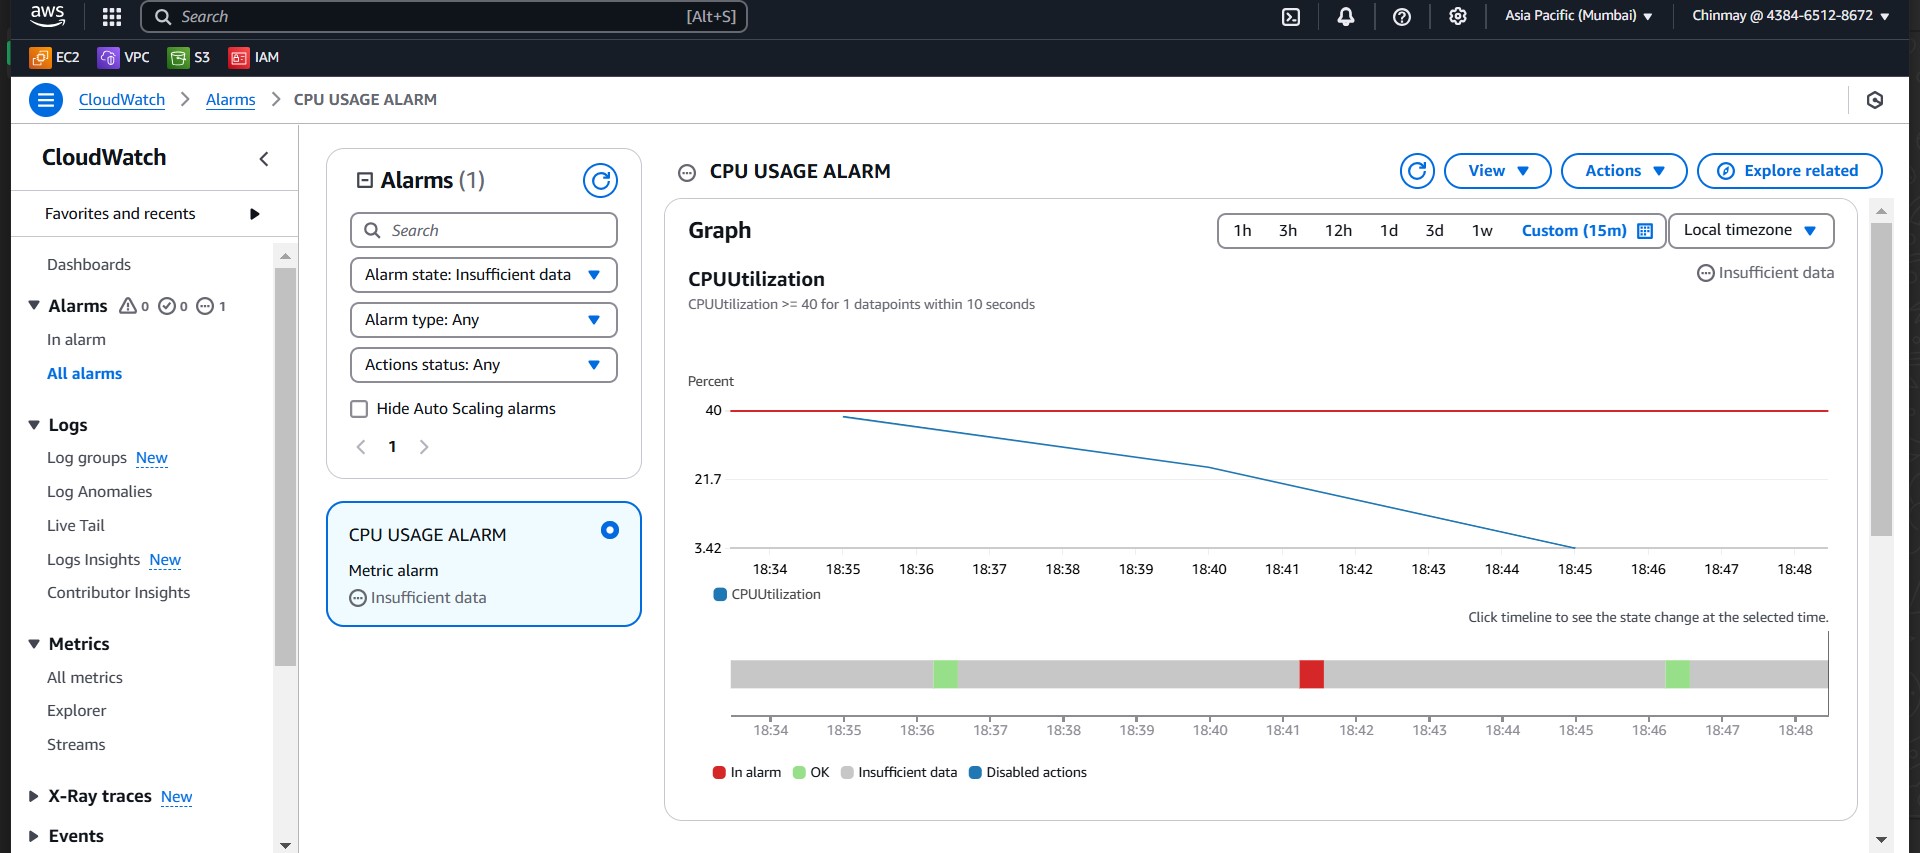 aws
Search [Alt+S]
Asia Pacific (Mumbai)
Chinmay @ 4384-6512-8672
EC2 VPC S3 IAM
CloudWatch > Alarms > CPU USAGE ALARM
CloudWatch
Favorites and recents
Dashboards
Alarms 0 0 1
In alarm
All alarms
Logs
Log groups New
Log Anomalies
Live Tail
Logs Insights New
Contributor Insights
Metrics
All metrics
Explorer
Streams
X-Ray traces New
Events
Alarms (1)
Search
Alarm state: Insufficient data
Alarm type: Any
Actions status: Any
Hide Auto Scaling alarms
1
CPU USAGE ALARM
Metric alarm
Insufficient data
CPU USAGE ALARM
View
Actions
Explore related
Graph
1h 3h 12h 1d 3d 1w Custom (15m)
Local timezone
CPUUtilization
Insufficient data
CPUUtilization >= 40 for 1 datapoints within 10 seconds
Percent
40
21.7
3.42
18:34 18:35 18:36 18:37 18:38 18:39 18:40 18:41 18:42 18:43 18:44 18:45 18:46 18:47 18:48
CPUUtilization
Click timeline to see the state change at the selected time.
18:34 18:35 18:36 18:37 18:38 18:39 18:40 18:41 18:42 18:43 18:44 18:45 18:46 18:47 18:48
In alarm OK Insufficient data Disabled actions